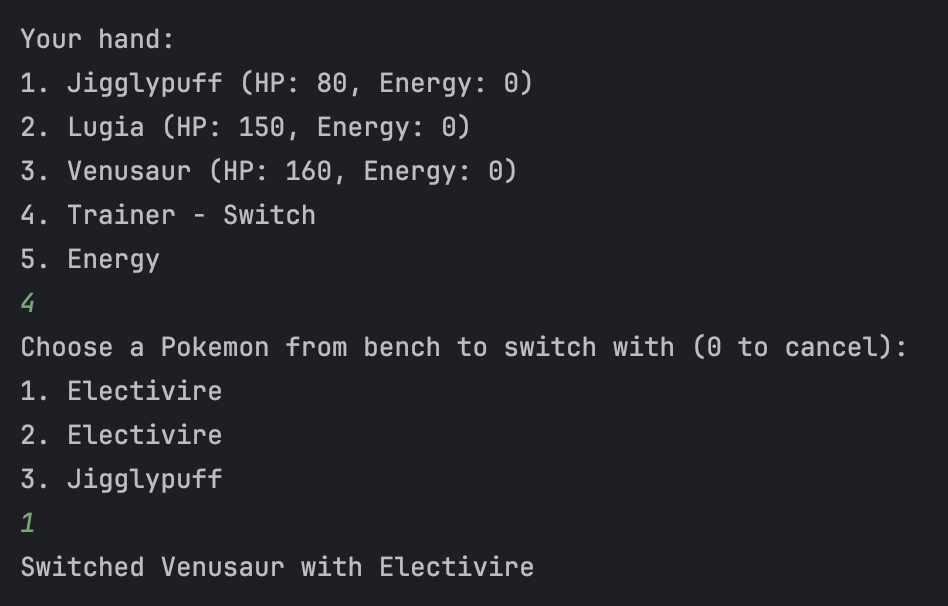 Your hand:
1. Jigglypuff (HP: 80, Energy: 0)
2. Lugia (HP: 150, Energy: 0)
3. Venusaur (HP: 160, Energy: 0)
4. Trainer - Switch
5. Energy
4
Choose a Pokemon from bench to switch with (0 to cancel):
1. Electivire
2. Electivire
3. Jigglypuff
1
Switched Venusaur with Electivire